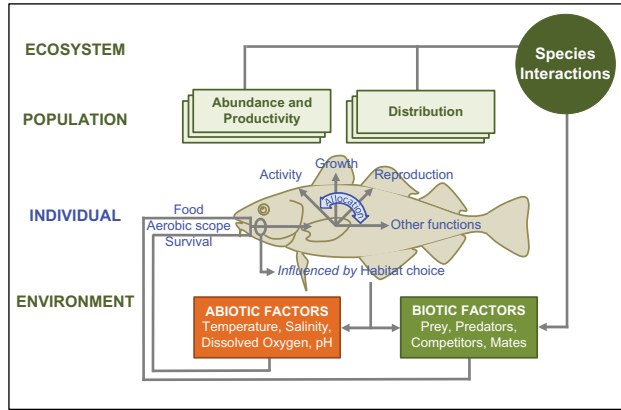 ECOSYSTEM
Species
Interactions
POPULATION
Abundance and
Productivity
Distribution
INDIVIDUAL
Growth
Activity
Reproduction
Allocation
Food
Aerobic scope
Survival
Other functions
Influenced by Habitat choice
ENVIRONMENT
ABIOTIC FACTORS
Temperature, Salinity,
Dissolved Oxygen, pH
BIOTIC FACTORS
Prey, Predators,
Competitors, Mates